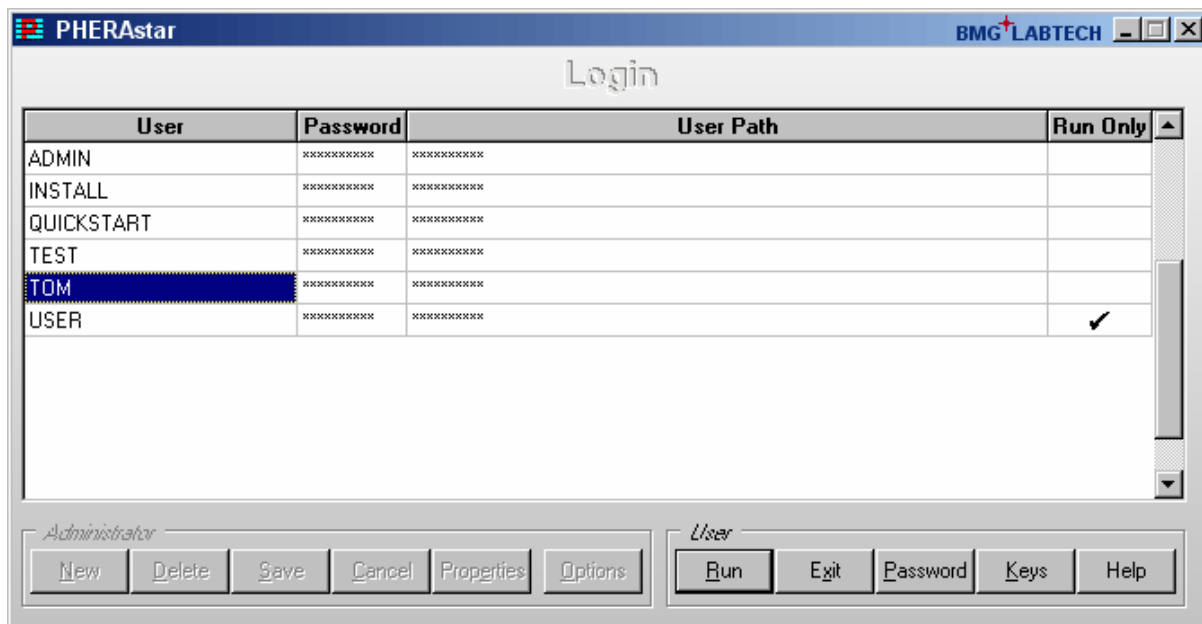 PHERAstar BMG LABTECH
Login
User Password User Path Run Only
ADMIN ********** **********
INSTALL ********** **********
QUICKSTART ********** **********
TEST ********** **********
TOM ********** **********
USER ********** ********** ✓
Administrator User
New Delete Save Cancel Properties Options Run Exit Password Keys Help